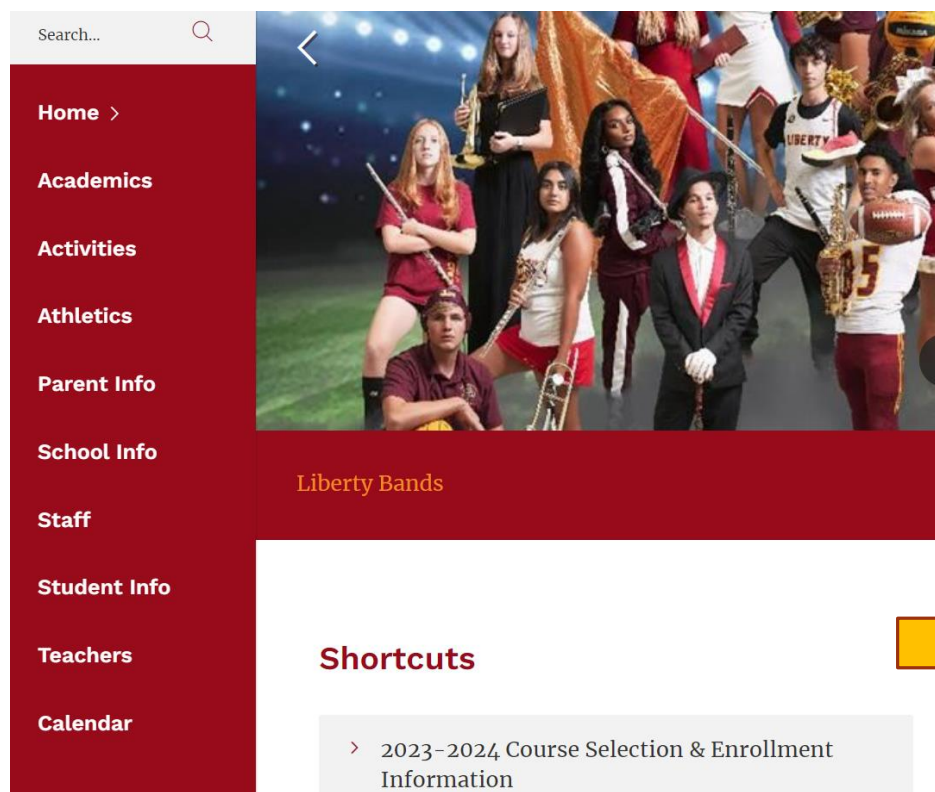 Search...
Home >
Academics
Activities
Athletics
Parent Info
School Info
Staff
Student Info
Teachers
Calendar
LIBERTY
85
Liberty Bands
Shortcuts
> 2023-2024 Course Selection & Enrollment
Information